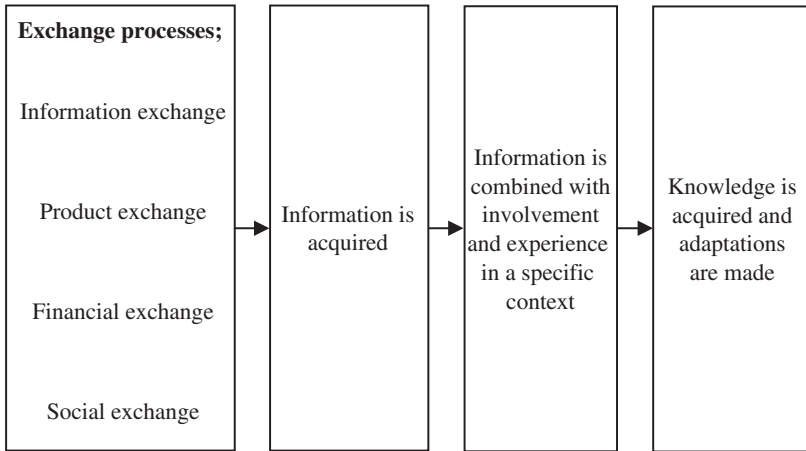 Exchange processes;
Information exchange
Product exchange
Financial exchange
Social exchange
Information is
acquired
Information is
combined with
involvement
and experience
in a specific
context
Knowledge is
acquired and
adaptations
are made